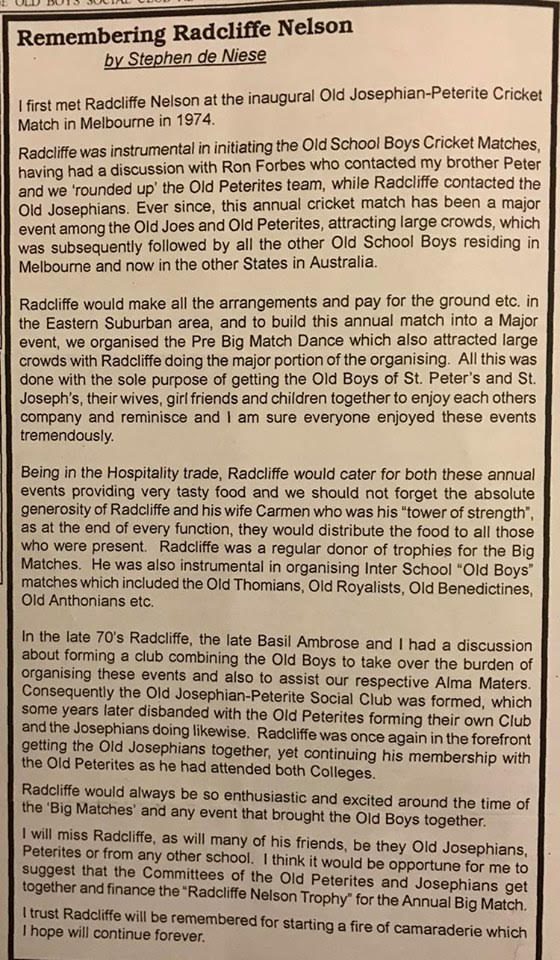 OLD BOYS SOCIAL CLUB
Remembering Radcliffe Nelson
by Stephen de Niese
I first met Radcliffe Nelson at the inaugural Old Josephian-Peterite Cricket
Match in Melbourne in 1974.
Radcliffe was instrumental in initiating the Old School Boys Cricket Matches,
having had a discussion with Ron Forbes who contacted my brother Peter
and we 'rounded up' the Old Peterites team, while Radcliffe contacted the
Old Josephians. Ever since, this annual cricket match has been a major
event among the Old Joes and Old Peterites, attracting large crowds, which
was subsequently followed by all the other Old School Boys residing in
Melbourne and now in the other States in Australia.
Radcliffe would make all the arrangements and pay for the ground etc. in
the Eastern Suburban area, and to build this annual match into a Major
event, we organised the Pre Big Match Dance which also attracted large
crowds with Radcliffe doing the major portion of the organising. All this was
done with the sole purpose of getting the Old Boys of St. Peter's and St.
Joseph's, their wives, girl friends and children together to enjoy each others
company and reminisce and I am sure everyone enjoyed these events
tremendously.
Being in the Hospitality trade, Radcliffe would cater for both these annual
events providing very tasty food and we should not forget the absolute
generosity of Radcliffe and his wife Carmen who was his "tower of strength",
as at the end of every function, they would distribute the food to all those
who were present. Radcliffe was a regular donor of trophies for the Big
Matches. He was also instrumental in organising Inter School "Old Boys"
matches which included the Old Thomians, Old Royalists, Old Benedictines,
Old Anthonians etc.
In the late 70's Radcliffe, the late Basil Ambrose and I had a discussion
about forming a club combining the Old Boys to take over the burden of
organising these events and also to assist our respective Alma Maters.
Consequently the Old Josephian-Peterite Social Club was formed, which
some years later disbanded with the Old Peterites forming their own Club
and the Josephians doing likewise. Radcliffe was once again in the forefront
getting the Old Josephians together, yet continuing his membership with
the Old Peterites as he had attended both Colleges.
Radcliffe would always be so enthusiastic and excited around the time of
the 'Big Matches' and any event that brought the Old Boys together.
I will miss Radcliffe, as will many of his friends, be they Old Josephians,
Peterites or from any other school. I think it would be opportune for me to
suggest that the Committees of the Old Peterites and Josephians get
together and finance the "Radcliffe Nelson Trophy" for the Annual Big Match.
I trust Radcliffe will be remembered for starting a fire of camaraderie which
I hope will continue forever.